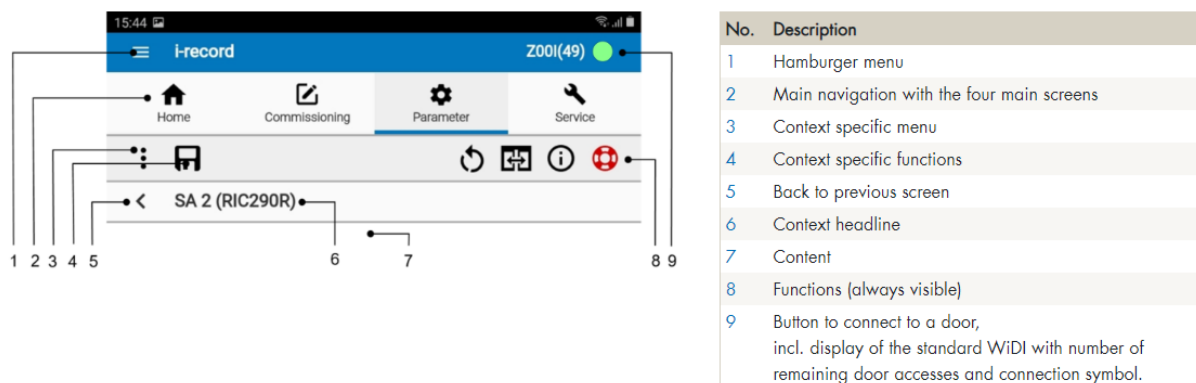 15:44
i-record
Z00I(49)
Home
Commissioning
Parameter
Service
SA 2 (RIC290R)
1 2 3 4 5 6 7 8 9
No. Description
1 Hamburger menu
2 Main navigation with the four main screens
3 Context specific menu
4 Context specific functions
5 Back to previous screen
6 Context headline
7 Content
8 Functions (always visible)
9 Button to connect to a door,
incl. display of the standard WiDI with number of
remaining door accesses and connection symbol.